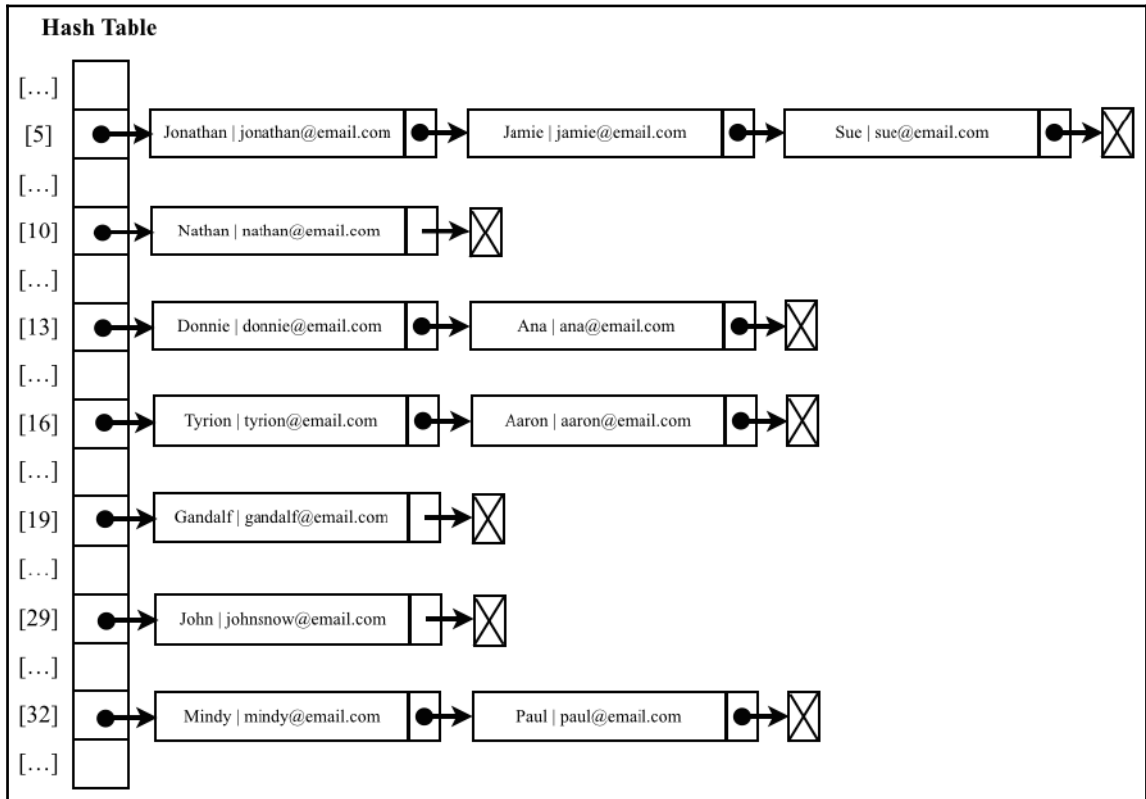 Hash Table
[...]
[5] Jonathan | jonathan@email.com Jamie | jamie@email.com Sue | sue@email.com
[...]
[10] Nathan | nathan@email.com
[...]
[13] Donnie | donnie@email.com Ana | ana@email.com
[...]
[16] Tyrion | tyrion@email.com Aaron | aaron@email.com
[...]
[19] Gandalf | gandalf@email.com
[...]
[29] John | johnsnow@email.com
[...]
[32] Mindy | mindy@email.com Paul | paul@email.com
[...]